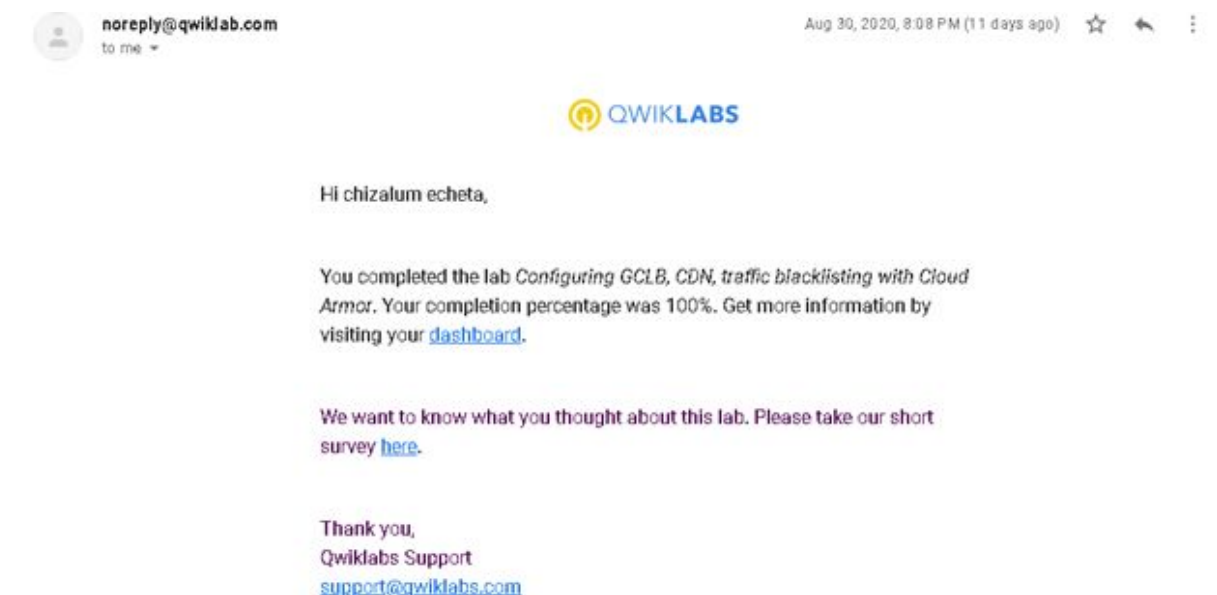 noreply@qwiklab.com
Aug 30, 2020, 8:08 PM (11 days ago)
to me
QWIKLABS
Hi chizalum echeta,
You completed the lab Configuring GCLB, CDN, traffic blacklisting with Cloud
Armor. Your completion percentage was 100%. Get more information by
visiting your dashboard.
We want to know what you thought about this lab. Please take our short
survey here.
Thank you,
Qwiklabs Support
support@qwiklabs.com